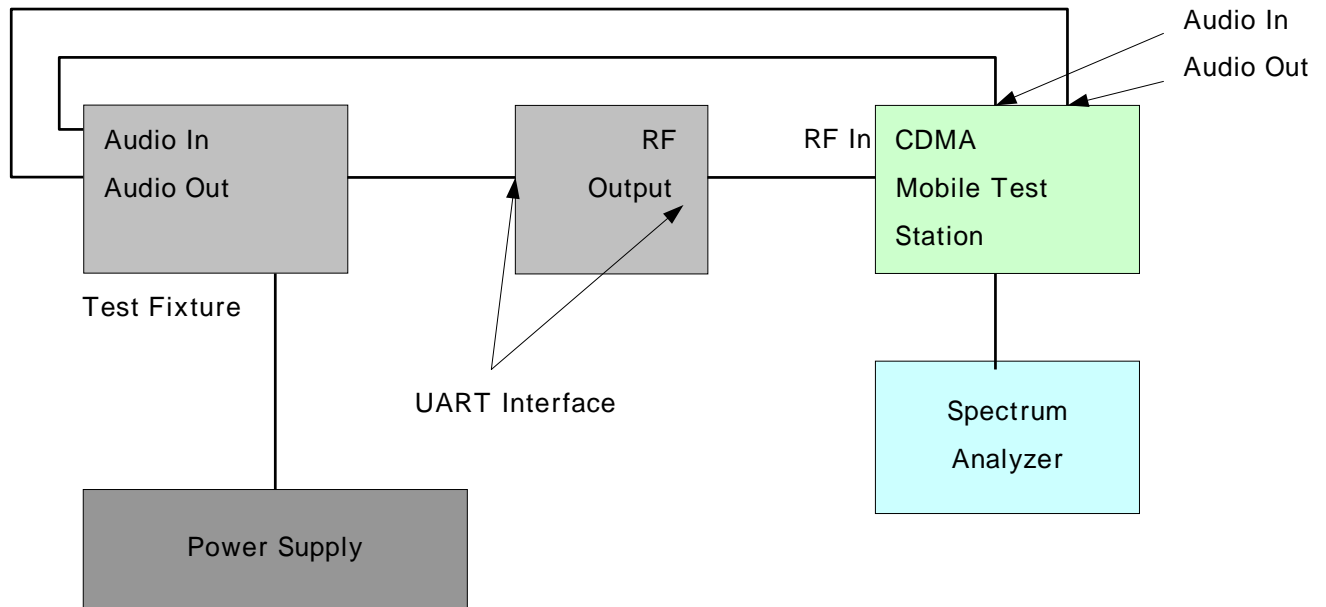 Audio In
Audio Out
Audio In
Audio Out
RF
Output
RF In
CDMA
Mobile Test
Station
Test Fixture
UART Interface
Spectrum
Analyzer
Power Supply